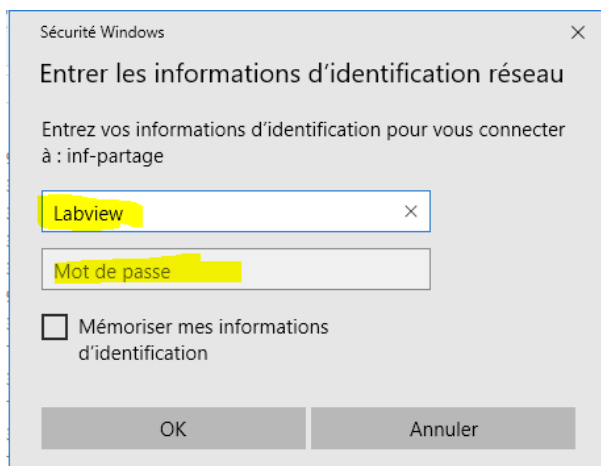 Sécurité Windows
Entrer les informations d’identification réseau
Entrez vos informations d’identification pour vous connecter
à : inf-partage
Labview
Mot de passe
Mémoriser mes informations
d’identification
OK
Annuler